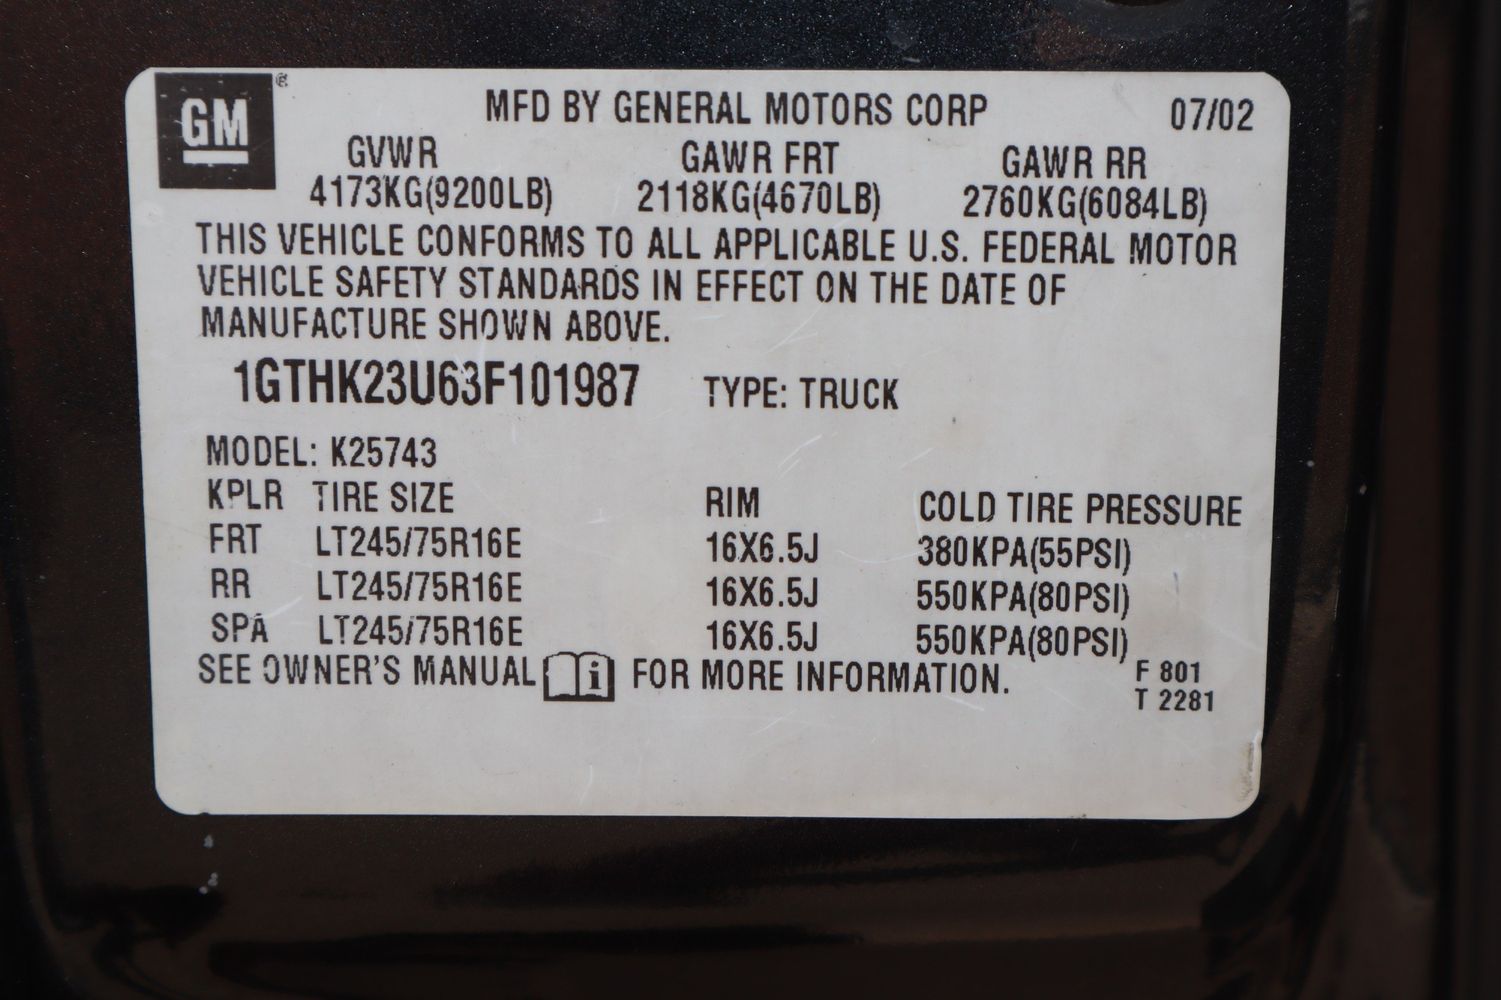 GM ®
MFD BY GENERAL MOTORS CORP 07/02
GVWR GAWR FRT GAWR RR
4173KG(9200LB) 2118KG(4670LB) 2760KG(6084LB)
THIS VEHICLE CONFORMS TO ALL APPLICABLE U.S. FEDERAL MOTOR
VEHICLE SAFETY STANDARDS IN EFFECT ON THE DATE OF
MANUFACTURE SHOWN ABOVE.
1GTHK23U63F101987 TYPE: TRUCK
MODEL: K25743
KPLR TIRE SIZE RIM COLD TIRE PRESSURE
FRT LT245/75R16E 16X6.5J 380KPA(55PSI)
RR LT245/75R16E 16X6.5J 550KPA(80PSI)
SPA LT245/75R16E 16X6.5J 550KPA(80PSI)
SEE OWNER'S MANUAL i FOR MORE INFORMATION.
F 801
T 2281